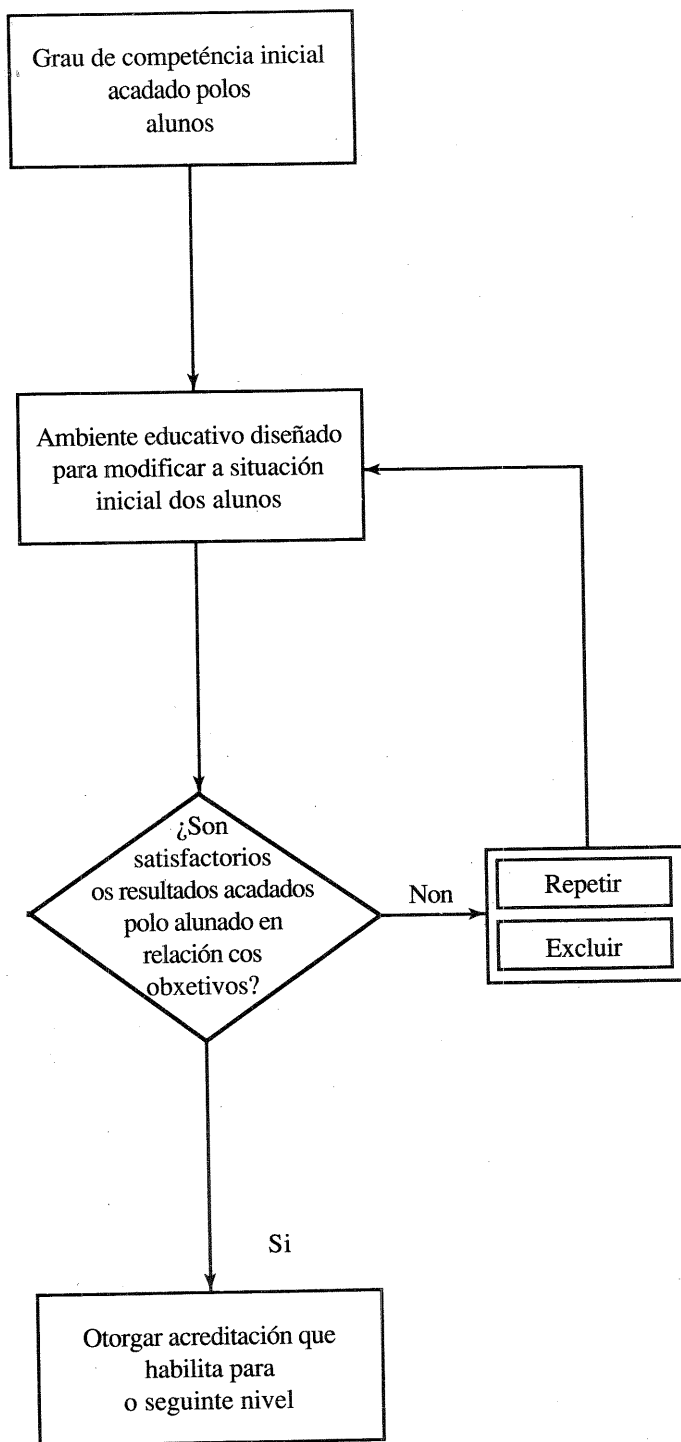 Grau de competéncia inicial
acadado polos
alunos
Ambiente educativo diseñado
para modificar a situación
inicial dos alunos
¿Son
satisfactorios
os resultados acadados
polo alunado en
relación cos
obxetivos?
Non
Repetir
Excluir
Si
Otorgar acreditación que
habilita para
o seguinte nivel